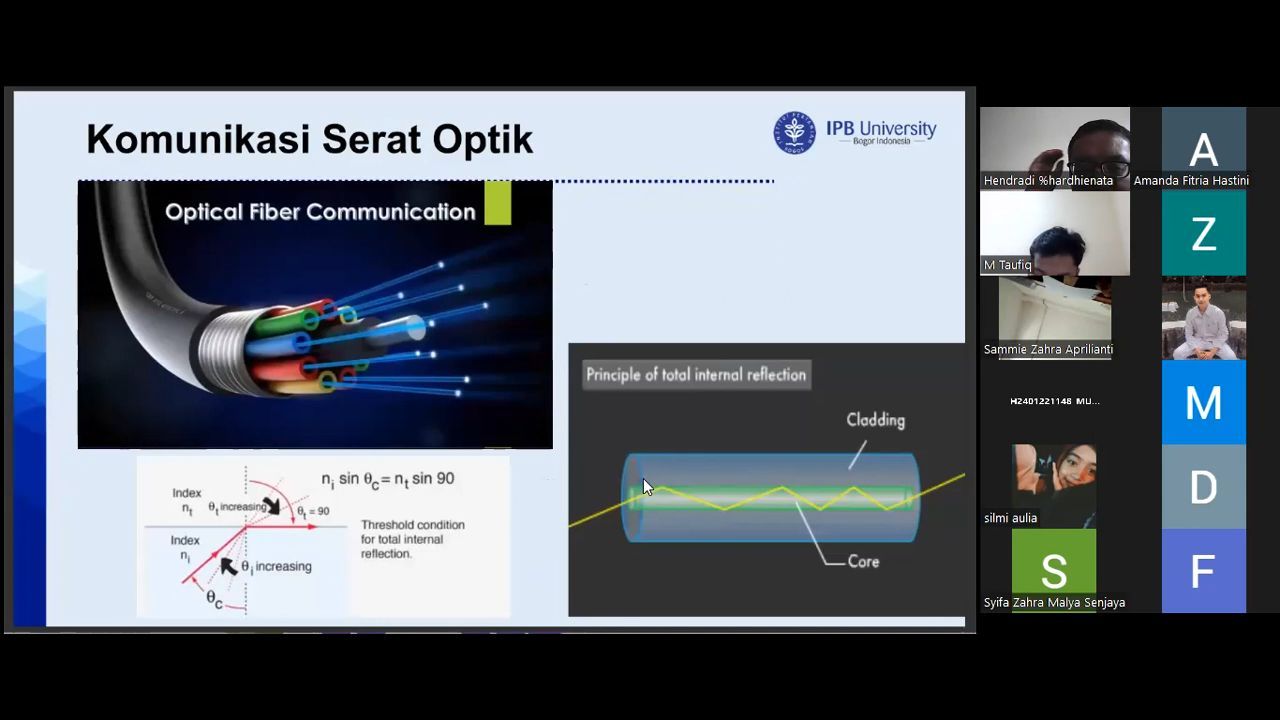 Komunikasi Serat Optik
IPB University
Bogor Indonesia
Optical Fiber Communication
Index
nt
θt increasing
ni sin θc = nt sin 90
θt = 90
Threshold condition
for total internal
reflection.
Index
ni
θi increasing
θc
Principle of total internal reflection
Cladding
Core
Hendradi %hardhienata
A
Amanda Fitria Hastini
M Taufiq
Z
Sammie Zahra Aprilianti
H2401221148 MU...
M
silmi aulia
D
S
Syifa Zahra Malya Senjaya
F